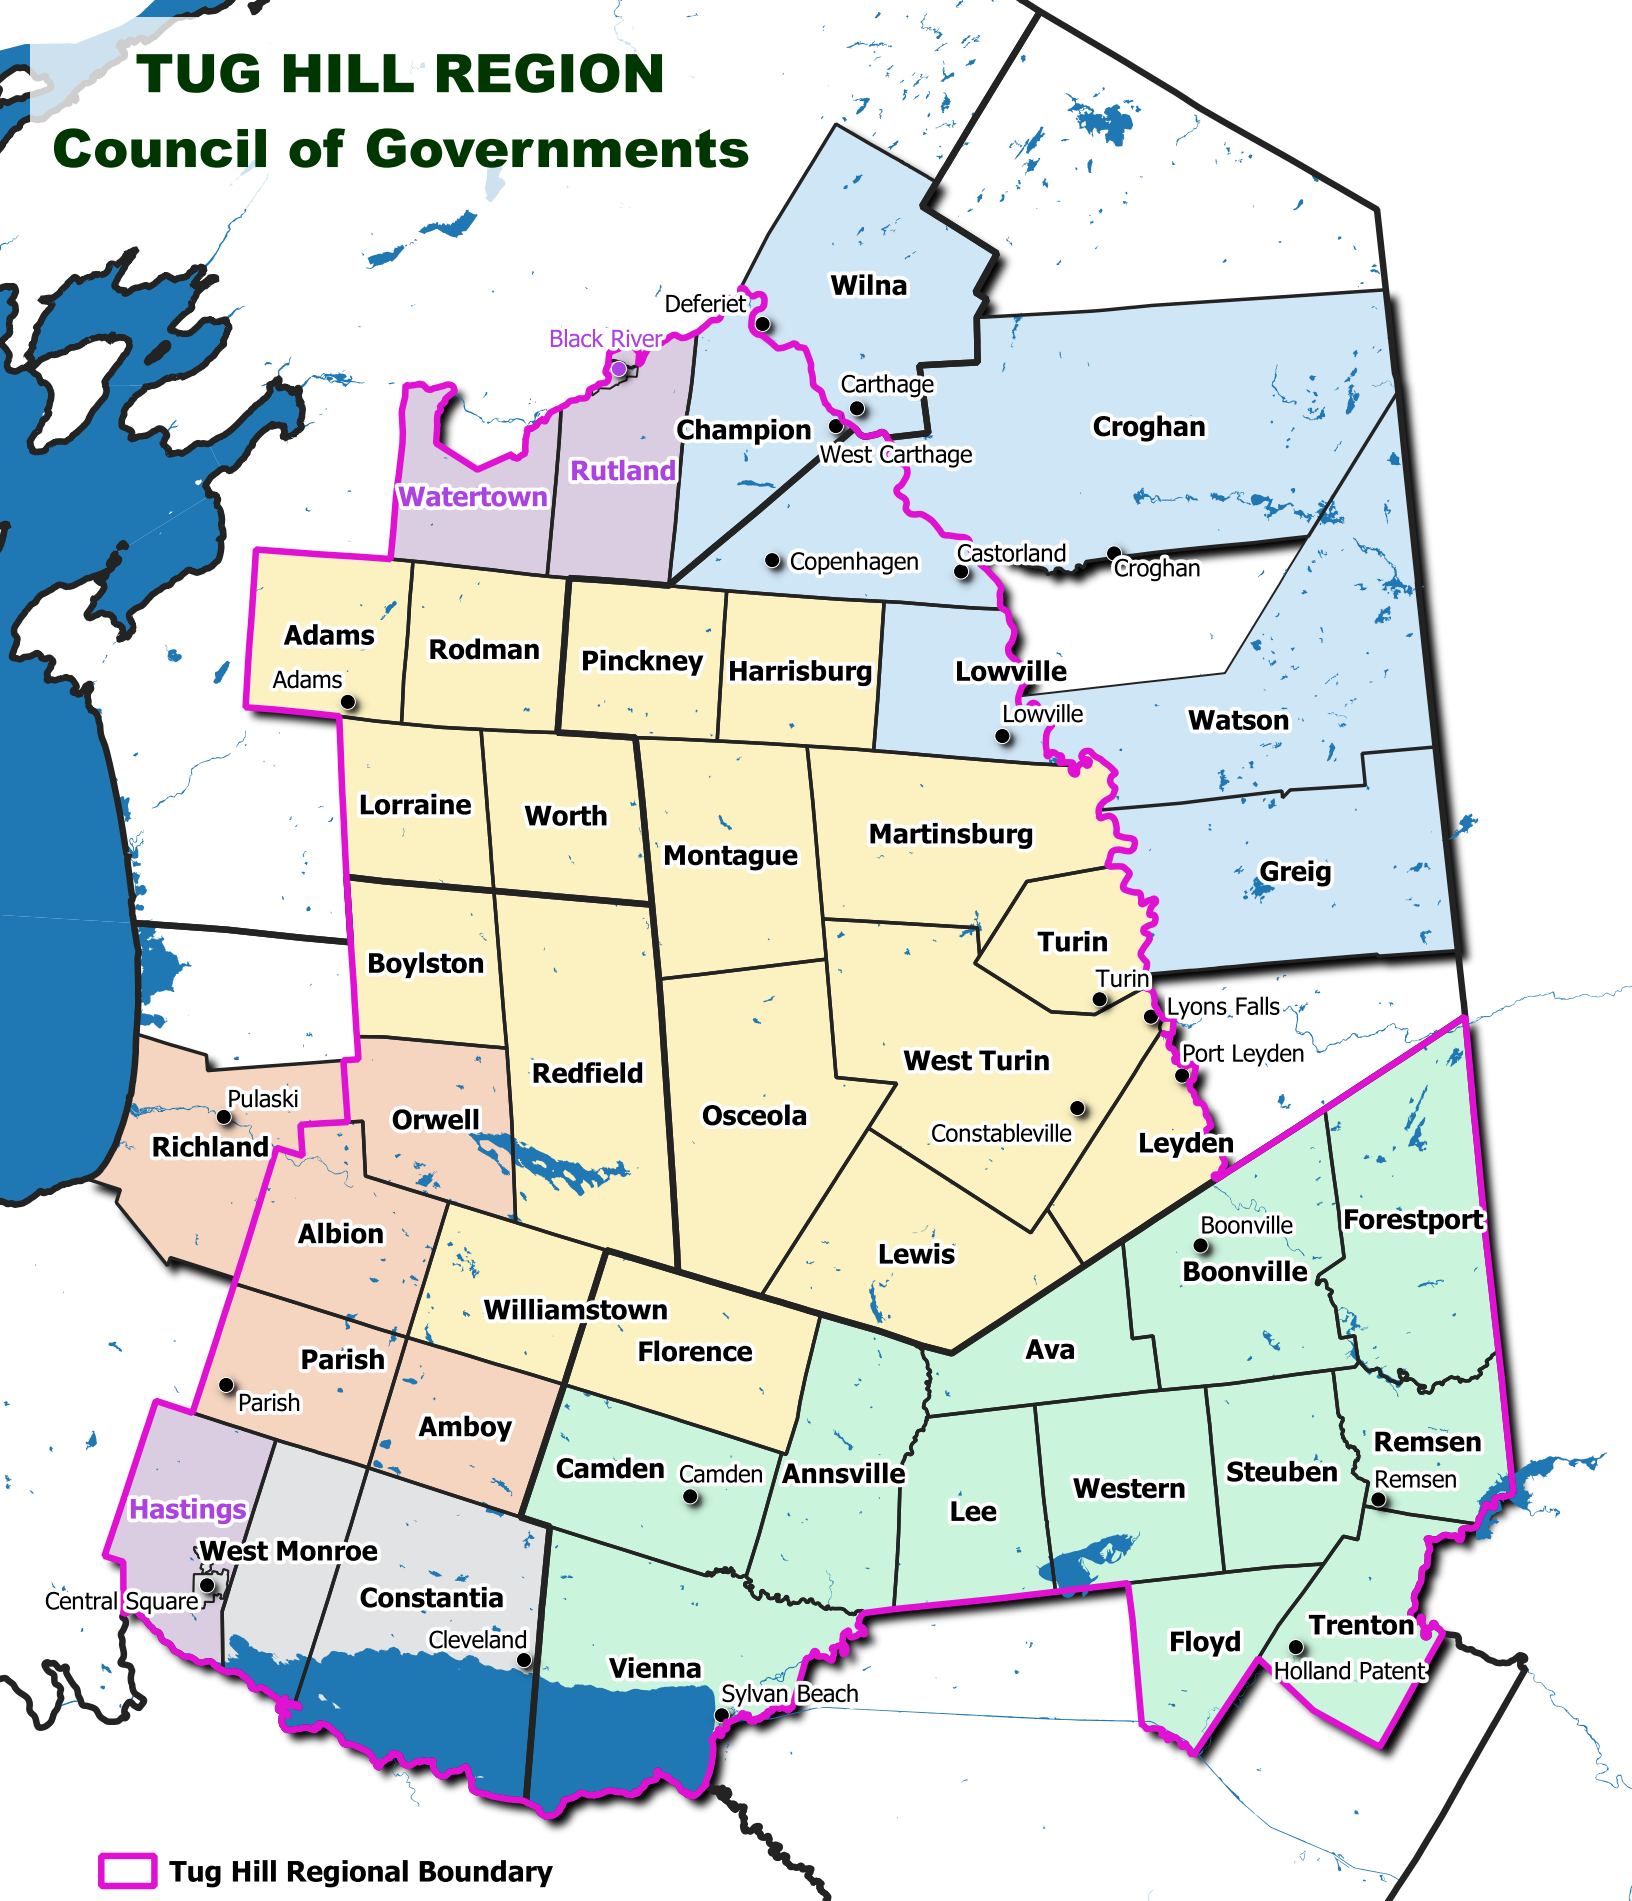 TUG HILL REGION
Council of Governments
Wilna
Deferiet
Black River
Carthage
Croghan
Champion
West Carthage
Rutland
Watertown
Castorland
Copenhagen
Croghan
Adams
Rodman
Pinckney
Harrisburg
Lowville
Adams
Lowville
Watson
Lorraine
Worth
Martinsburg
Montague
Greig
Turin
Boylston
Turin
Lyons Falls
Port Leyden
West Turin
Redfield
Pulaski
Osceola
Orwell
Constableville
Leyden
Richland
Forestport
Boonville
Albion
Lewis
Boonville
Williamstown
Florence
Ava
Parish
Parish
Amboy
Remsen
Camden
Camden
Annsville
Steuben
Remsen
Western
Hastings
Lee
West Monroe
Constantia
Central Square
Trenton
Cleveland
Floyd
Vienna
Holland Patent
Sylvan Beach
Tug Hill Regional Boundary